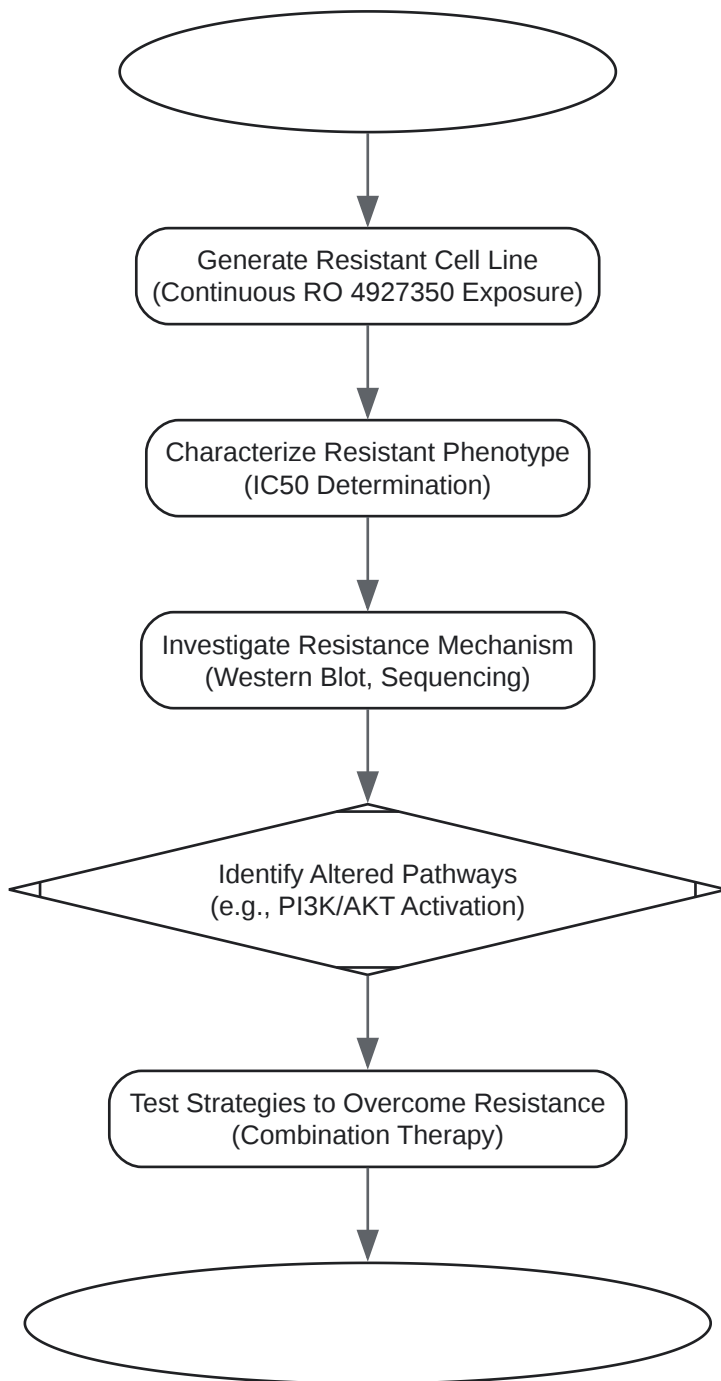 Generate Resistant Cell Line
(Continuous RO 4927350 Exposure)
Characterize Resistant Phenotype
(IC50 Determination)
Investigate Resistance Mechanism
(Western Blot, Sequencing)
Identify Altered Pathways
(e.g., PI3K/AKT Activation)
Test Strategies to Overcome Resistance
(Combination Therapy)